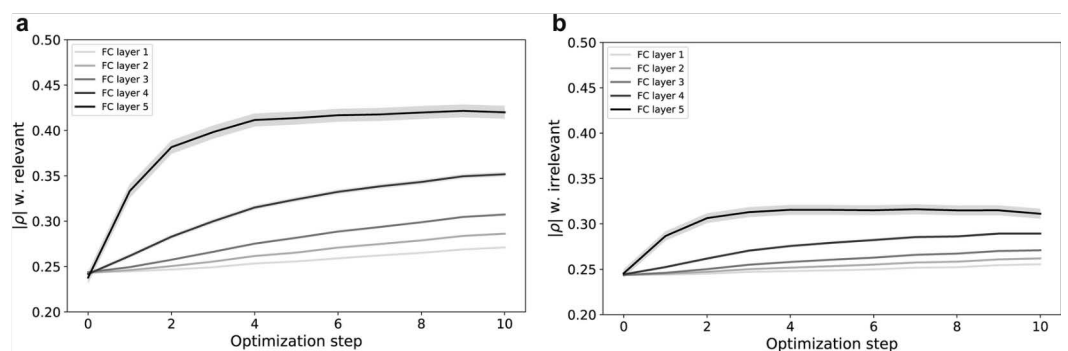 a
0.50
0.45
0.40
0.35
0.30
0.25
0.20
|ρ| w. relevant
FC layer 1
FC layer 2
FC layer 3
FC layer 4
FC layer 5
0 2 4 6 8 10
Optimization step
b
0.50
0.45
0.40
0.35
0.30
0.25
0.20
|ρ| w. irrelevant
FC layer 1
FC layer 2
FC layer 3
FC layer 4
FC layer 5
0 2 4 6 8 10
Optimization step